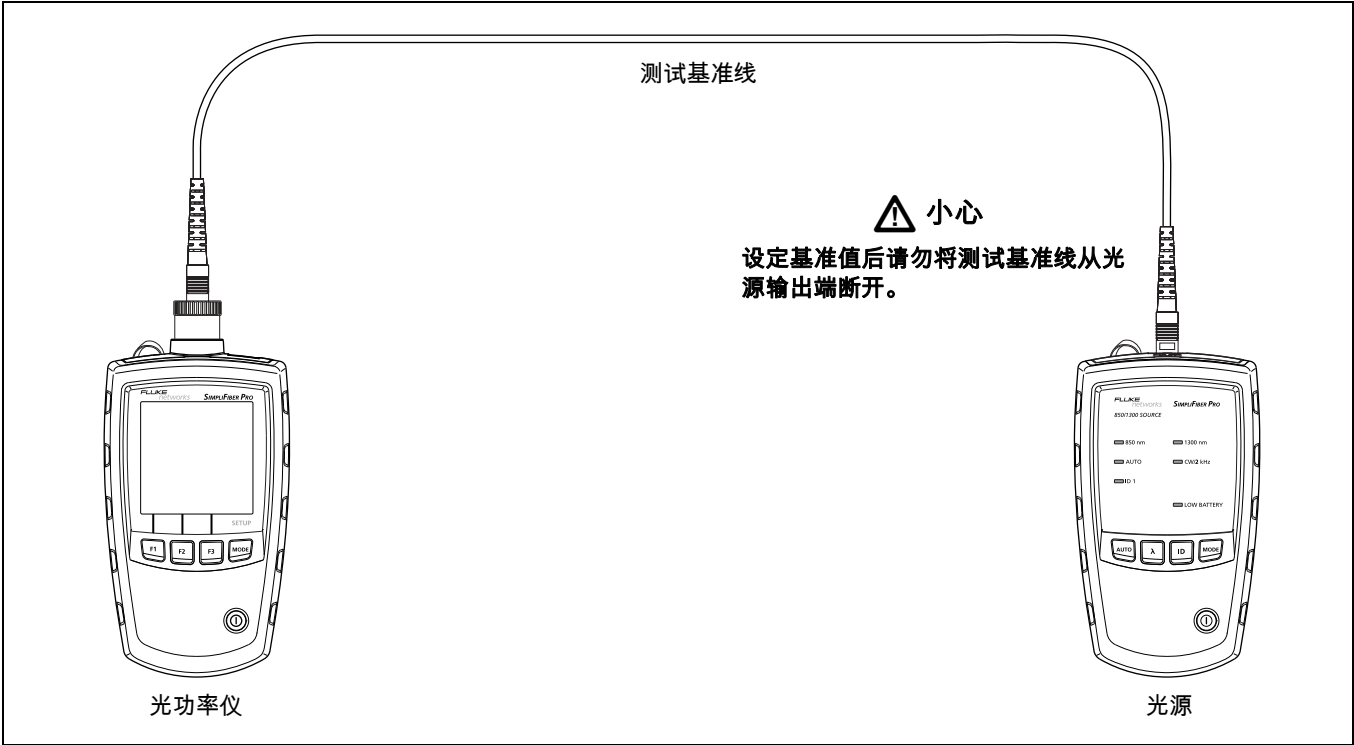 测试基准线
小心
设定基准值后请勿将测试基准线从光
源输出端断开。
FLUKE
networks
SIMPLIFIBER PRO
SETUP
F1
F2
F3
MODE
光功率仪
FLUKE
networks
SIMPLIFIBER PRO
850/1300 SOURCE
850 nm
1300 nm
AUTO
CW/2 kHz
ID 1
LOW BATTERY
AUTO
λ
ID
MODE
光源